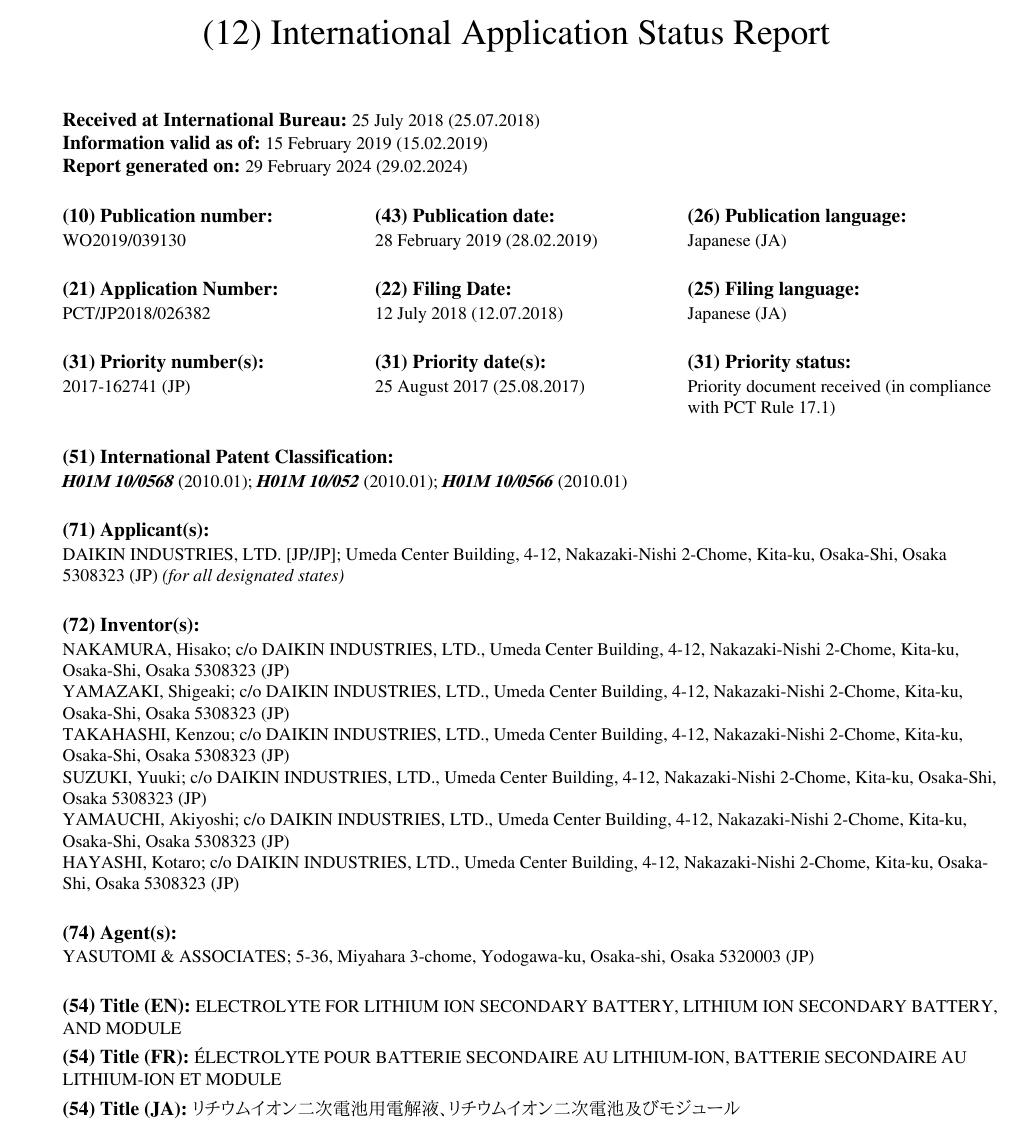 (12) International Application Status Report
Received at International Bureau: 25 July 2018 (25.07.2018)
Information valid as of: 15 February 2019 (15.02.2019)
Report generated on: 29 February 2024 (29.02.2024)
(10) Publication number: (43) Publication date: (26) Publication language:
WO2019/039130 28 February 2019 (28.02.2019) Japanese (JA)
(21) Application Number: (22) Filing Date: (25) Filing language:
PCT/JP2018/026382 12 July 2018 (12.07.2018) Japanese (JA)
(31) Priority number(s): (31) Priority date(s): (31) Priority status:
2017-162741 (JP) 25 August 2017 (25.08.2017) Priority document received (in compliance
with PCT Rule 17.1)
(51) International Patent Classification:
H01M 10/0568 (2010.01); H01M 10/052 (2010.01); H01M 10/0566 (2010.01)
(71) Applicant(s):
DAIKIN INDUSTRIES, LTD. [JP/JP]; Umeda Center Building, 4-12, Nakazaki-Nishi 2-Chome, Kita-ku, Osaka-Shi, Osaka
5308323 (JP) (for all designated states)
(72) Inventor(s):
NAKAMURA, Hisako; c/o DAIKIN INDUSTRIES, LTD., Umeda Center Building, 4-12, Nakazaki-Nishi 2-Chome, Kita-ku,
Osaka-Shi, Osaka 5308323 (JP)
YAMAZAKI, Shigeaki; c/o DAIKIN INDUSTRIES, LTD., Umeda Center Building, 4-12, Nakazaki-Nishi 2-Chome, Kita-ku,
Osaka-Shi, Osaka 5308323 (JP)
TAKAHASHI, Kenzou; c/o DAIKIN INDUSTRIES, LTD., Umeda Center Building, 4-12, Nakazaki-Nishi 2-Chome, Kita-ku,
Osaka-Shi, Osaka 5308323 (JP)
SUZUKI, Yuuki; c/o DAIKIN INDUSTRIES, LTD., Umeda Center Building, 4-12, Nakazaki-Nishi 2-Chome, Kita-ku, Osaka-Shi,
Osaka 5308323 (JP)
YAMAUCHI, Akiyoshi; c/o DAIKIN INDUSTRIES, LTD., Umeda Center Building, 4-12, Nakazaki-Nishi 2-Chome, Kita-ku,
Osaka-Shi, Osaka 5308323 (JP)
HAYASHI, Kotaro; c/o DAIKIN INDUSTRIES, LTD., Umeda Center Building, 4-12, Nakazaki-Nishi 2-Chome, Kita-ku, Osaka-
Shi, Osaka 5308323 (JP)
(74) Agent(s):
YASUTOMI & ASSOCIATES; 5-36, Miyahara 3-chome, Yodogawa-ku, Osaka-shi, Osaka 5320003 (JP)
(54) Title (EN): ELECTROLYTE FOR LITHIUM ION SECONDARY BATTERY, LITHIUM ION SECONDARY BATTERY,
AND MODULE
(54) Title (FR): ÉLECTROLYTE POUR BATTERIE SECONDAIRE AU LITHIUM-ION, BATTERIE SECONDAIRE AU
LITHIUM-ION ET MODULE
(54) Title (JA): リチウムイオン二次電池用電解液、リチウムイオン二次電池及びモジュール